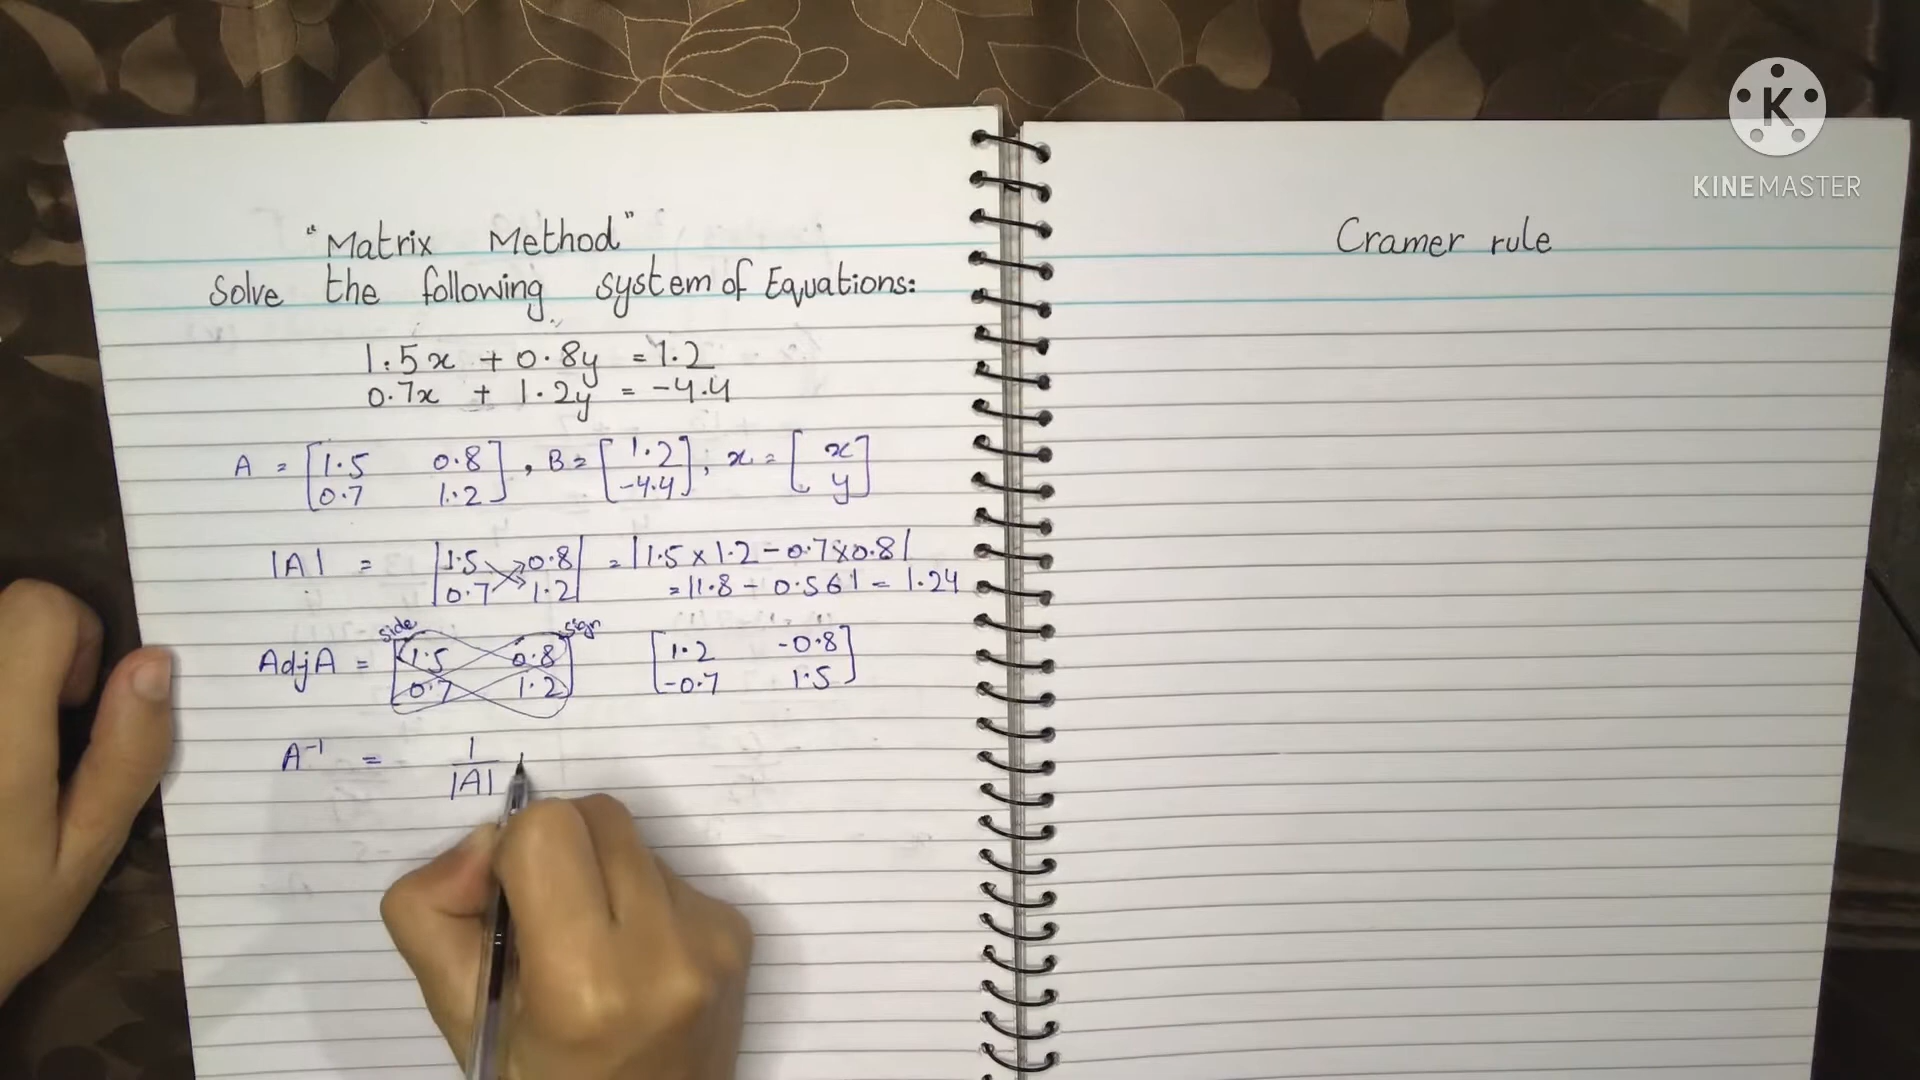 "Matrix Method"
Solve the following system of Equations:
1.5x + 0.8y = 1.2
0.7x + 1.2y = -4.4
A = [1.5 0.8 , B = [1.2 , x = [x
0.7 1.2] -4.4] y]
|A| = |1.5 0.8| = |1.5 x 1.2 - 0.7 x 0.8|
|0.7 1.2| = |1.8 - 0.56| = 1.24
side sign
AdjA = [1.5 0.8 [1.2 -0.8
0.7 1.2] -0.7 1.5]
A⁻¹ = 1
|A|
Cramer rule
K
KINEMASTER